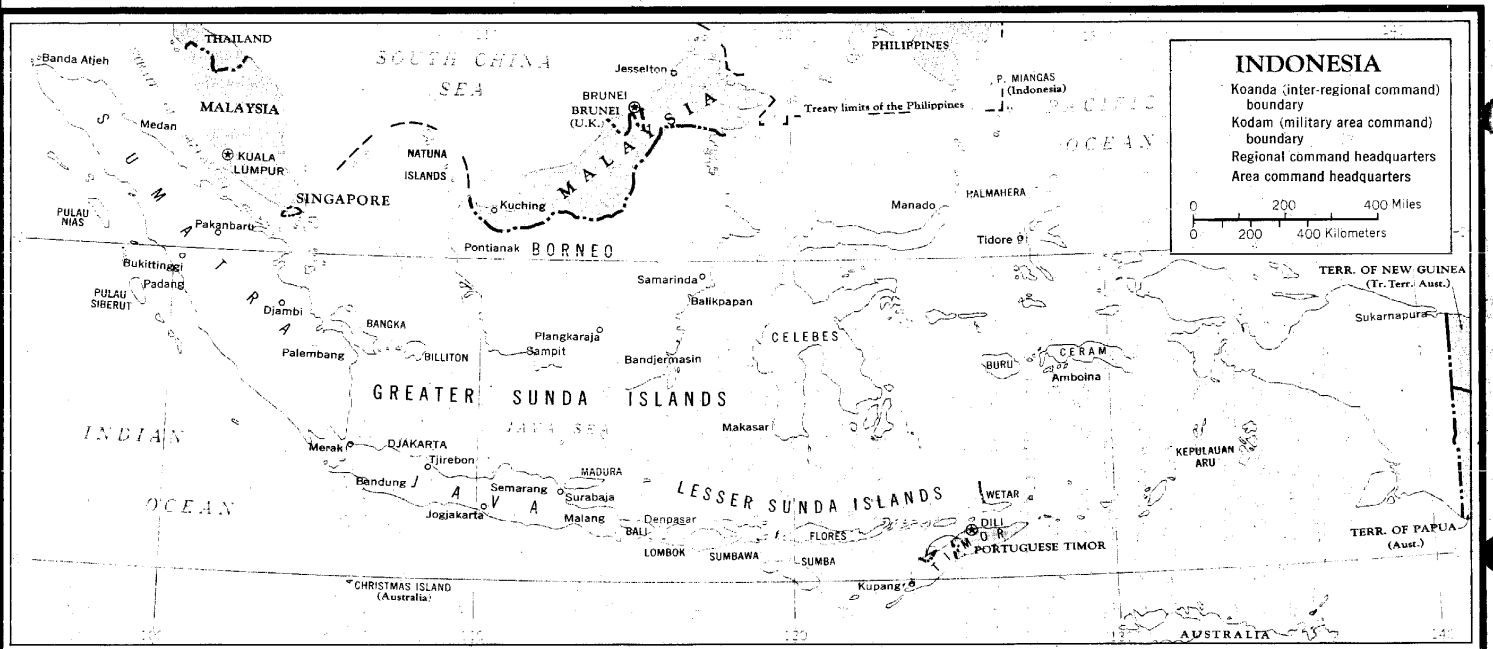 INDONESIA
Koanda (inter-regional command)
boundary
Kodam (military area command)
boundary
Regional command headquarters
Area command headquarters
0 200 400 Miles
0 200 400 Kilometers
THAILAND
Banda Atjeh
SOUTH CHINA
SEA
PHILIPPINES
Jesselton
P. MIANGAS
(Indonesia)
MALAYSIA
BRUNEI
BRUNEI
(U.K.)
Treaty limits of the Philippines
PACIFIC
OCEAN
Medan
SUMATRA
MALAYSIA
KUALA
LUMPUR
NATUNA
ISLANDS
SINGAPORE
Kuching
HALMAHERA
Manado
PULAU
NIAS
Pakanbaru
Tidore
Pontianak
BORNEO
Bukittinggi
Padang
PULAU
SIBERUT
Samarinda
Balikpapan
TERR. OF NEW GUINEA
(Tr. Terr. Aust.)
Djambi
Sukarnapura
BANGKA
Plangkaraja
Sampit
CELEBES
Palembang
BILLITON
Bandjermasin
BURU
CERAM
Amboina
GREATER SUNDA ISLANDS
JAVA SEA
Makasar
INDIAN
OCEAN
Merak
DJAKARTA
Tjirebon
KEPULAUAN
ARU
Bandung
JAVA
Semarang
MADURA
Surabaja
LESSER SUNDA ISLANDS
WETAR
Jogjakarta
Malang
Denpasar
BALI
FLORES
DILI
TIMOR
PORTUGUESE TIMOR
TERR. OF PAPUA
(Aust.)
LOMBOK
SUMBAWA
SUMBA
CHRISTMAS ISLAND
(Australia)
Kupang
AUSTRALIA